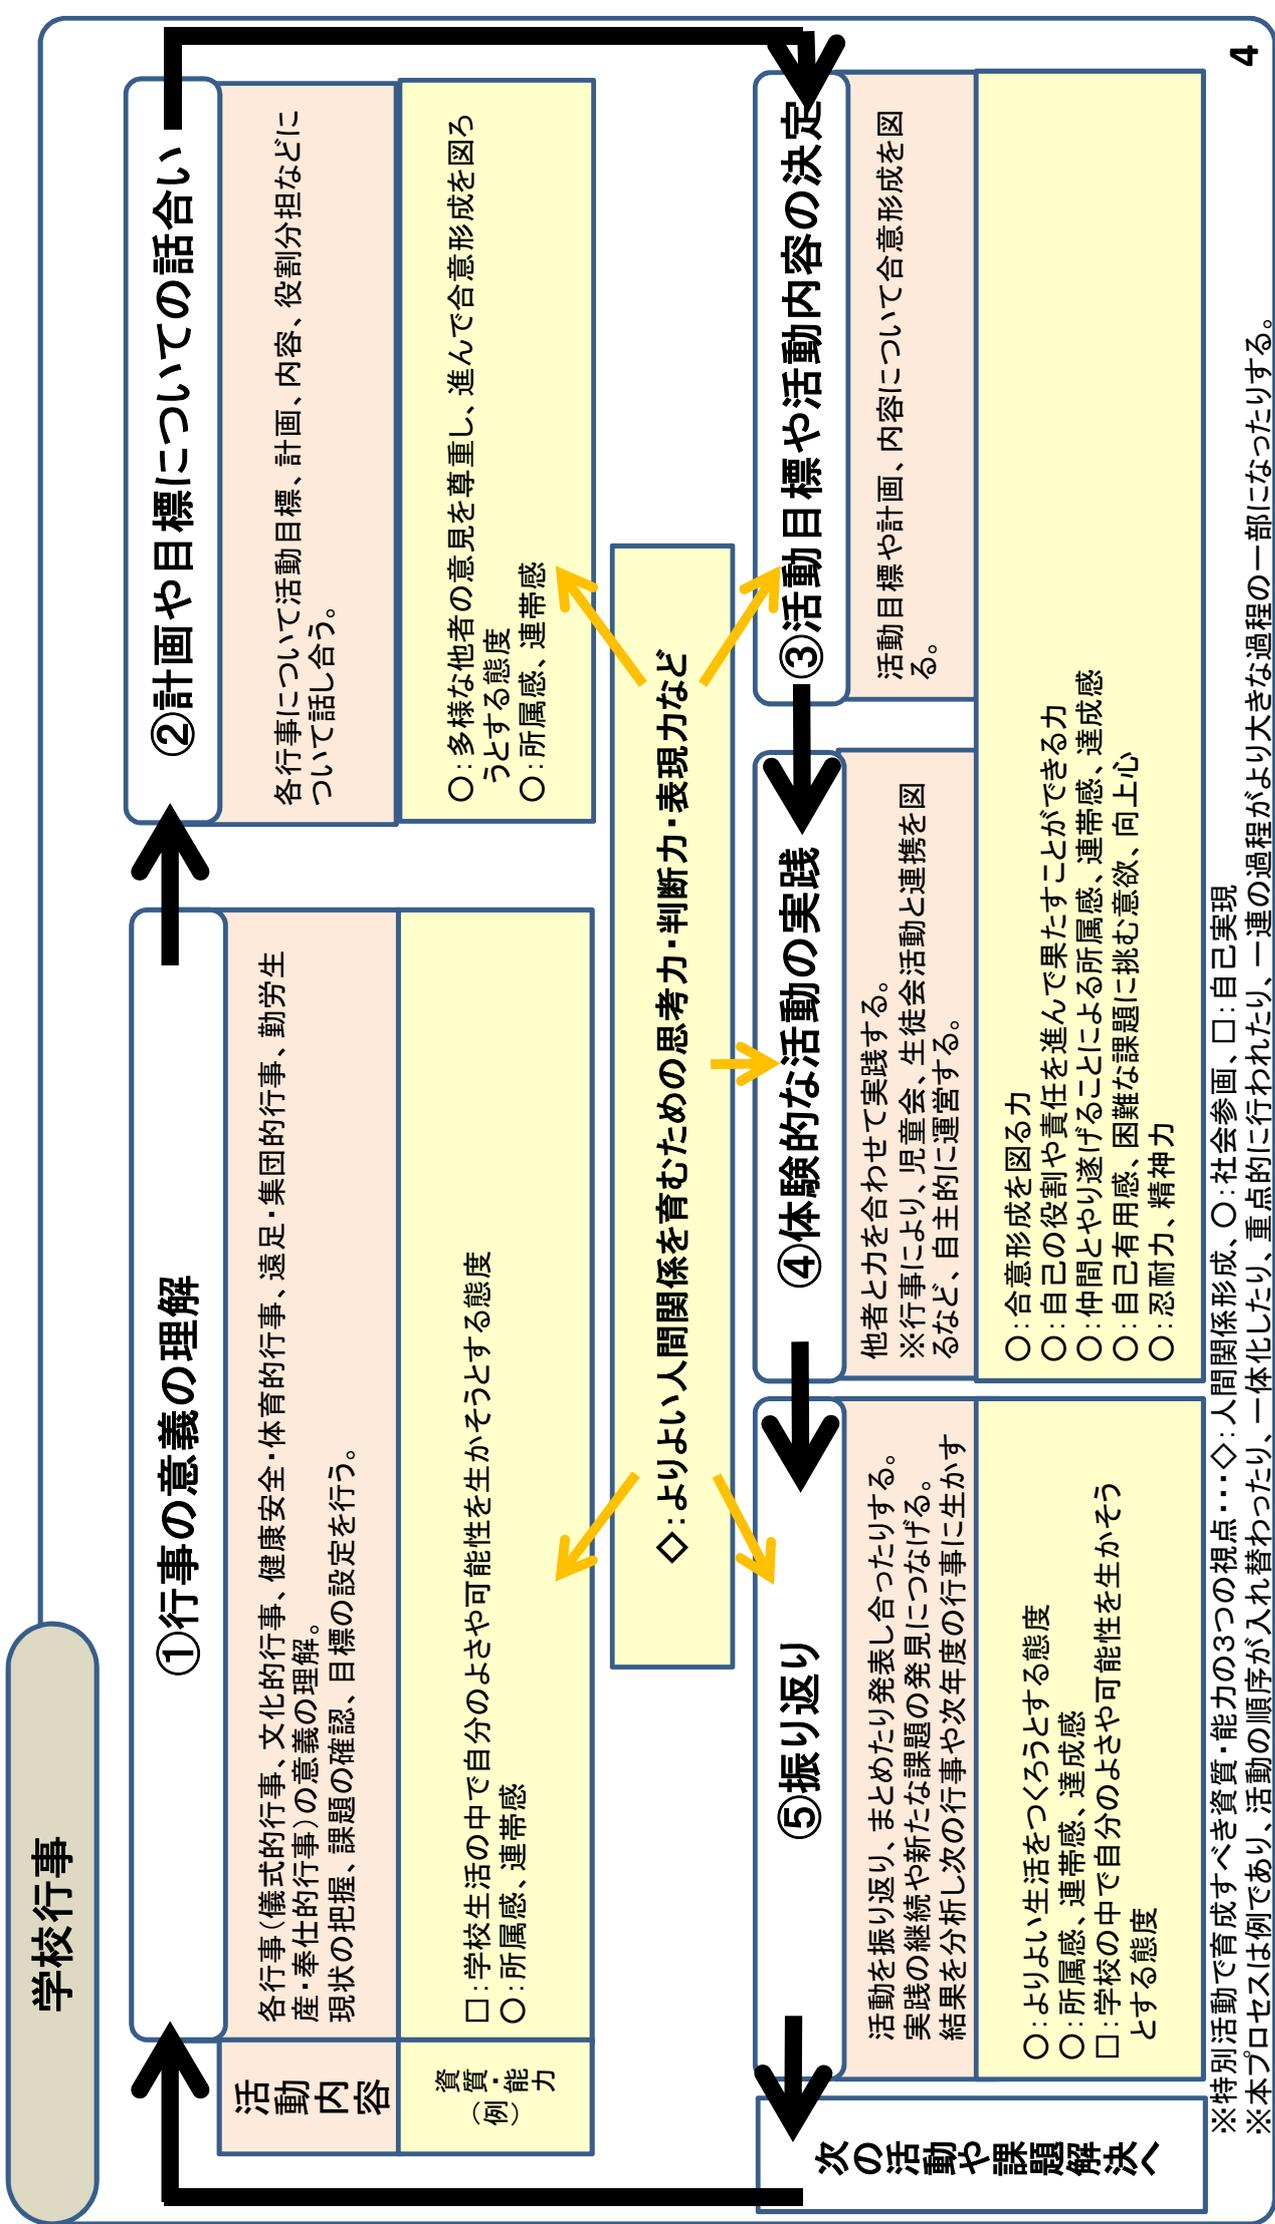 学校行事
①行事の意義の理解
活動内容
各行事（儀式的行事、文化的行事、健康安全・体育的行事、遠足・集団的行事、勤労生
産・奉仕的行事）の意義の理解。
現状の把握、課題の確認、目標の設定を行う。
資質・能力
（例）
□：学校生活の中で自分のよさや可能性を生かそうとする態度
○：所属感、連帯感
②計画や目標についての話合い
各行事について活動目標、計画、内容、役割分担などに
ついて話し合う。
○：多様な他者の意見を尊重し、進んで合意形成を図ろ
うとする態度
○：所属感、連帯感
◇：よりよい人間関係を育むための思考力・判断力・表現力など
③活動目標や活動内容の決定
活動目標や計画、内容について合意形成を図
る。
④体験的な活動の実践
他者と力を合わせて実践する。
※行事により、児童会、生徒会活動と連携を図
るなど、自主的に運営する。
○：合意形成を図る力
○：自己の役割や責任を進んで果たすことができる力
○：仲間とやり遂げることによる所属感、連帯感、達成感
○：自己有用感、困難な課題に挑む意欲、向上心
○：忍耐力、精神力
⑤振り返り
活動を振り返り、まとめたり発表し合ったりする。
実践の継続や新たな課題の発見につなげる。
結果を分析し次の行事や次年度の行事に生かす
○：よりよい生活をつくろうとする態度
○：所属感、連帯感、達成感
□：学校の中で自分のよさや可能性を生かそう
とする態度
次の活動や課題解決へ
※特別活動で育成すべき資質・能力の３つの視点・・・◇：人間関係形成、○：社会参画、□：自己実現
※本プロセスは例であり、活動の順序が入れ替わったり、一体化したり、重点的に行われたり、一連の過程がより大きな過程の一部になったりする。
4